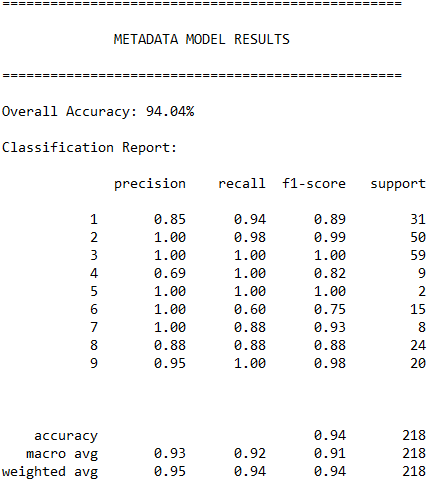 ==================================================
METADATA MODEL RESULTS
==================================================
Overall Accuracy: 94.04%
Classification Report:
precision recall f1-score support
1 0.85 0.94 0.89 31
2 1.00 0.98 0.99 50
3 1.00 1.00 1.00 59
4 0.69 1.00 0.82 9
5 1.00 1.00 1.00 2
6 1.00 0.60 0.75 15
7 1.00 0.88 0.93 8
8 0.88 0.88 0.88 24
9 0.95 1.00 0.98 20
accuracy 0.94 218
macro avg 0.93 0.92 0.91 218
weighted avg 0.95 0.94 0.94 218